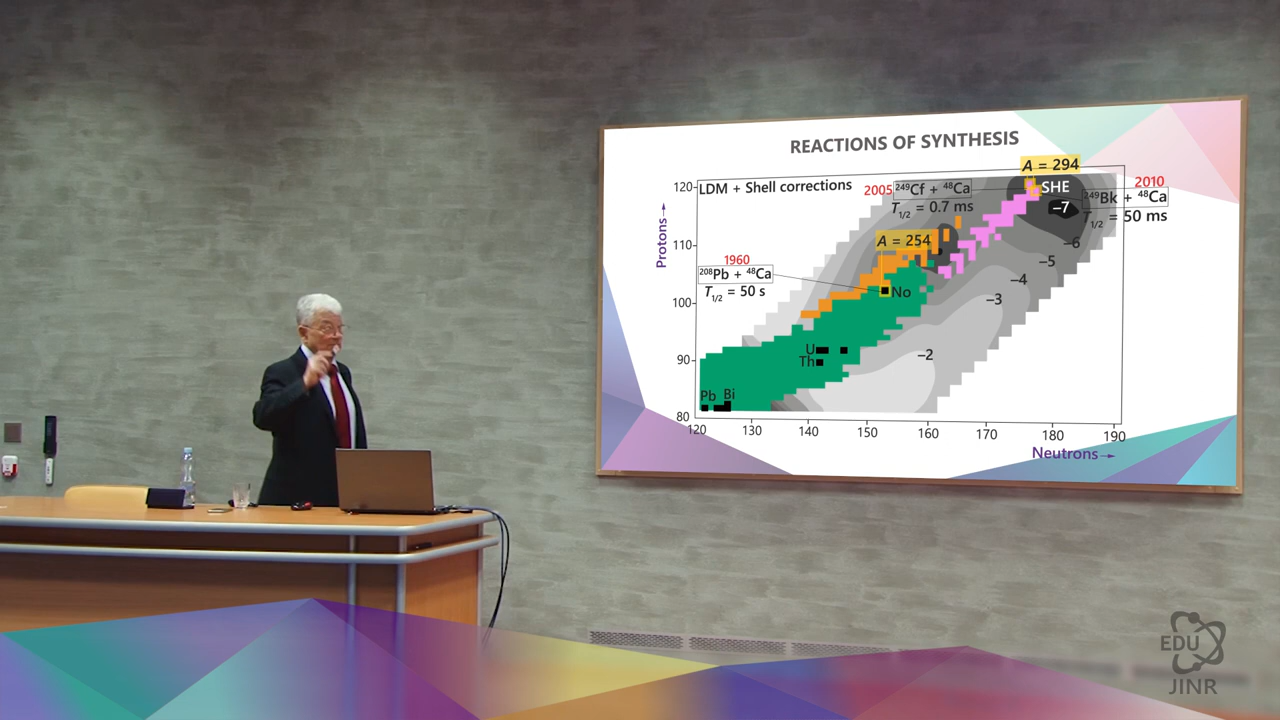 REACTIONS OF SYNTHESIS
A = 294
LDM + Shell corrections
2005
²⁴⁹Cf + ⁴⁸Ca
T₁/₂ = 0.7 ms
SHE
2010
²⁴⁹Bk + ⁴⁸Ca
T₁/₂ = 50 ms
A = 254
1960
²⁰⁸Pb + ⁴⁸Ca
T₁/₂ = 50 s
No
U
Th
Pb Bi
–7
–6
–5
–4
–3
–2
Protons→
120
110
100
90
80
120 130 140 150 160 170 180 190
Neutrons→
EDU
JINR